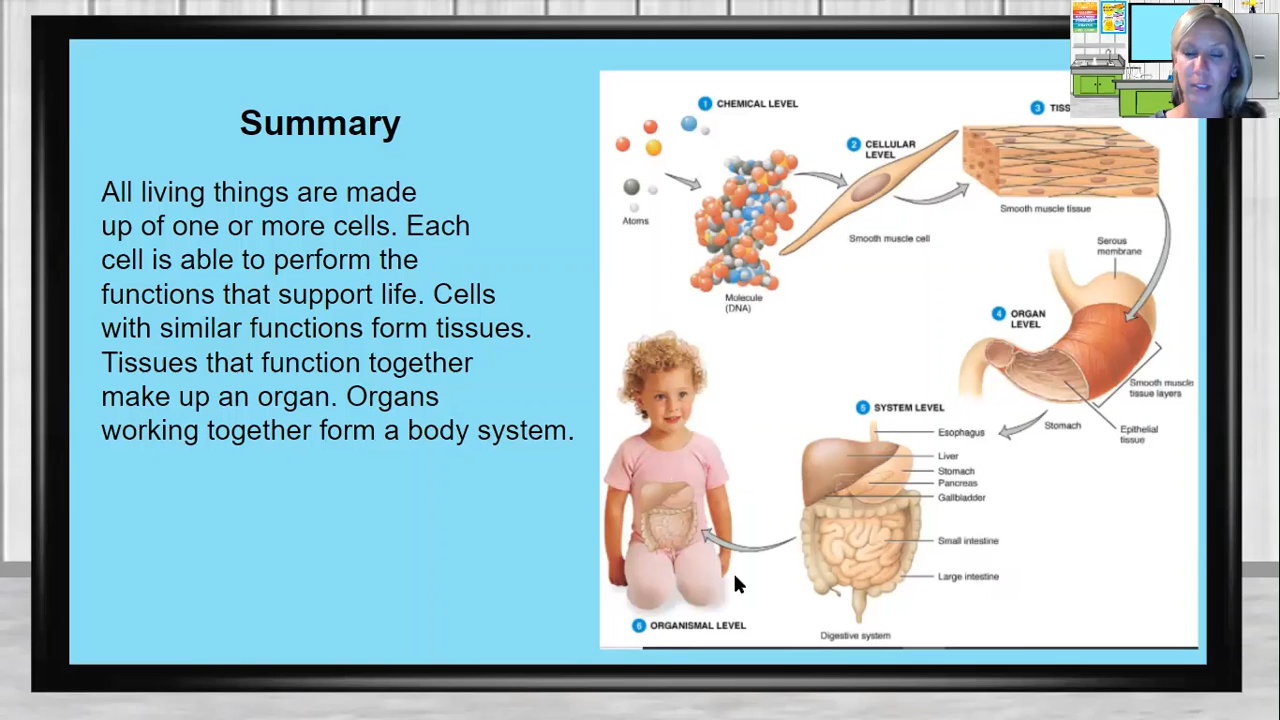 Summary
All living things are made
up of one or more cells. Each
cell is able to perform the
functions that support life. Cells
with similar functions form tissues.
Tissues that function together
make up an organ. Organs
working together form a body system.
1 CHEMICAL LEVEL
Atoms
Molecule
(DNA)
2 CELLULAR
LEVEL
Smooth muscle cell
3 TISS
Smooth muscle tissue
Serous
membrane
4 ORGAN
LEVEL
Smooth muscle
tissue layers
Stomach
Epithelial
tissue
5 SYSTEM LEVEL
Esophagus
Liver
Stomach
Pancreas
Gallbladder
Small intestine
Large intestine
Digestive system
6 ORGANISMAL LEVEL